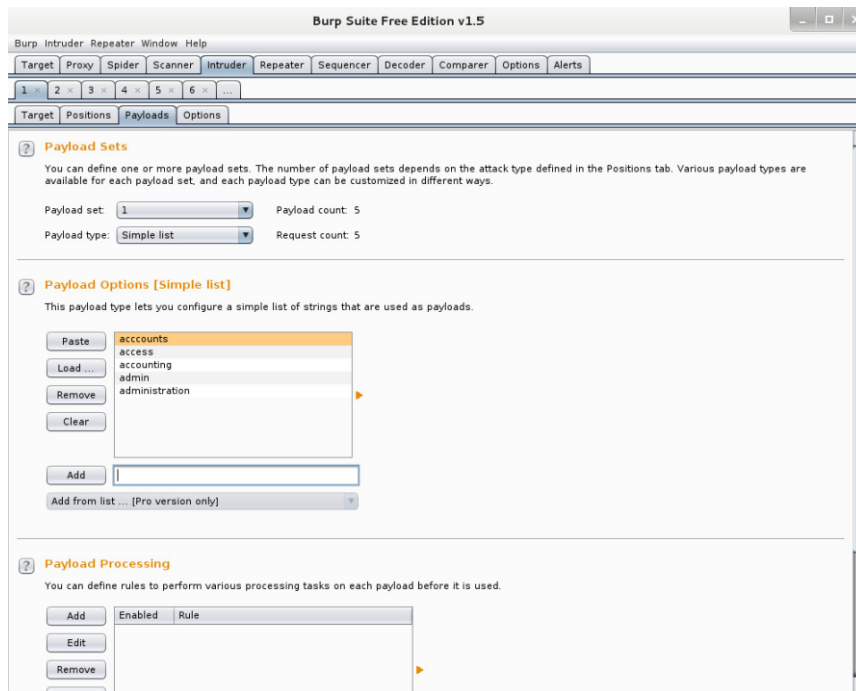 Burp Suite Free Edition v1.5
Burp Intruder Repeater Window Help
Target Proxy Spider Scanner Intruder Repeater Sequencer Decoder Comparer Options Alerts
1 × 2 × 3 × 4 × 5 × 6 × ...
Target Positions Payloads Options
? Payload Sets
You can define one or more payload sets. The number of payload sets depends on the attack type defined in the Positions tab. Various payload types are
available for each payload set, and each payload type can be customized in different ways.
Payload set: 1 Payload count: 5
Payload type: Simple list Request count: 5
? Payload Options [Simple list]
This payload type lets you configure a simple list of strings that are used as payloads.
Paste
Load ...
Remove
Clear
acccounts
access
accounting
admin
administration
Add
Add from list ... [Pro version only]
? Payload Processing
You can define rules to perform various processing tasks on each payload before it is used.
Add Enabled Rule
Edit
Remove